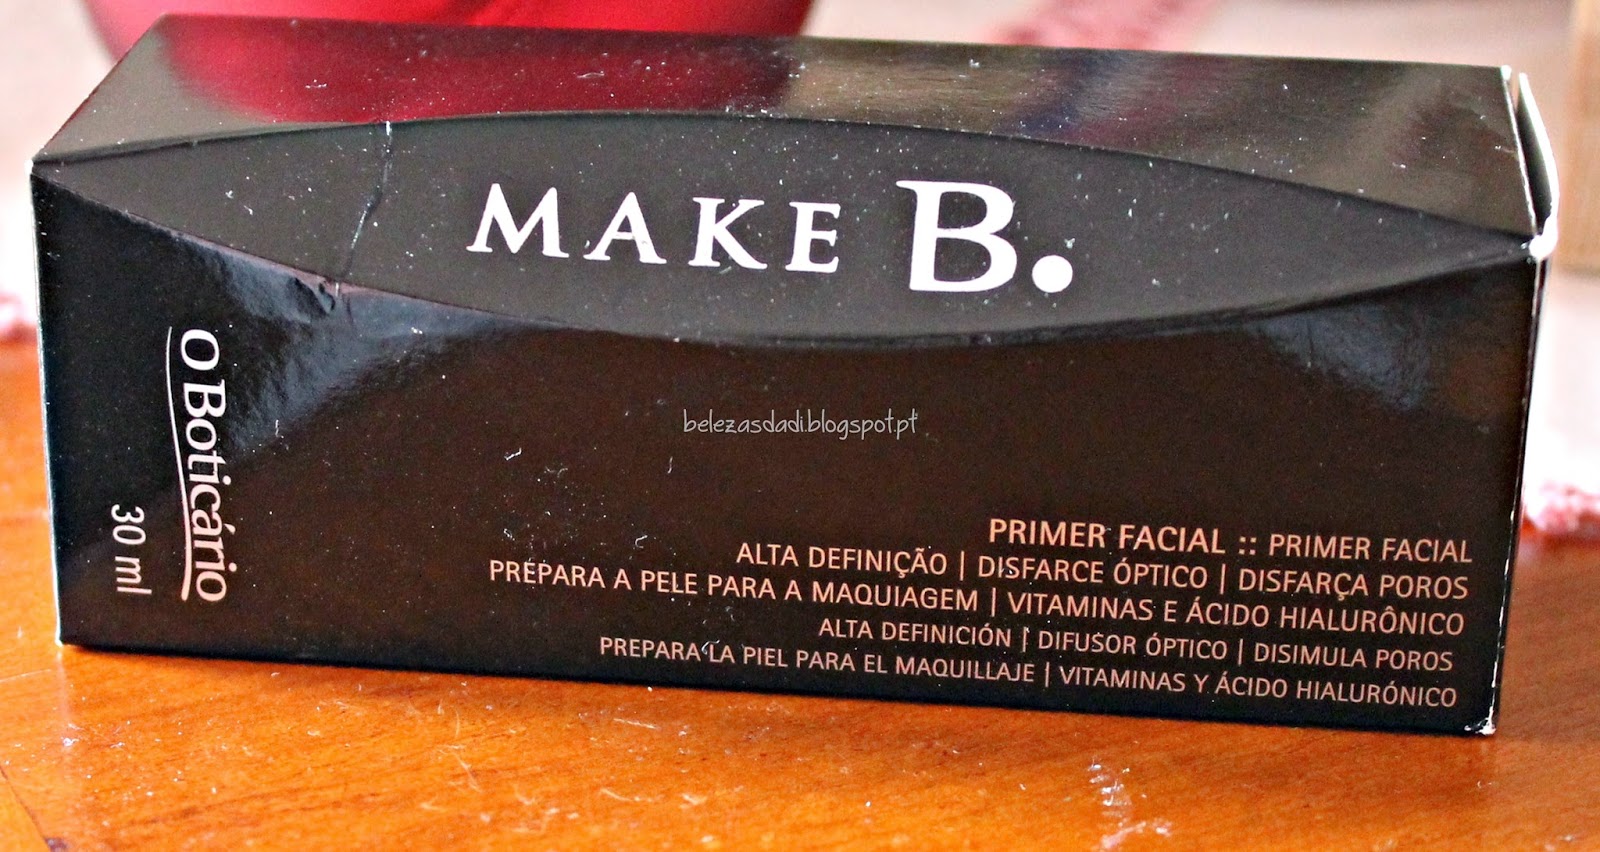 MAKE B.
O Boticário
30 ml
belezasdadi.blogspot.pt
PRIMER FACIAL :: PRIMER FACIAL
ALTA DEFINIÇÃO | DISFARCE ÓPTICO | DISFARÇA POROS
PREPARA A PELE PARA A MAQUIAGEM | VITAMINAS E ÁCIDO HIALURÔNICO
ALTA DEFINICIÓN | DIFUSOR ÓPTICO | DISIMULA POROS
PREPARA LA PIEL PARA EL MAQUILLAJE | VITAMINAS Y ÁCIDO HIALURÓNICO